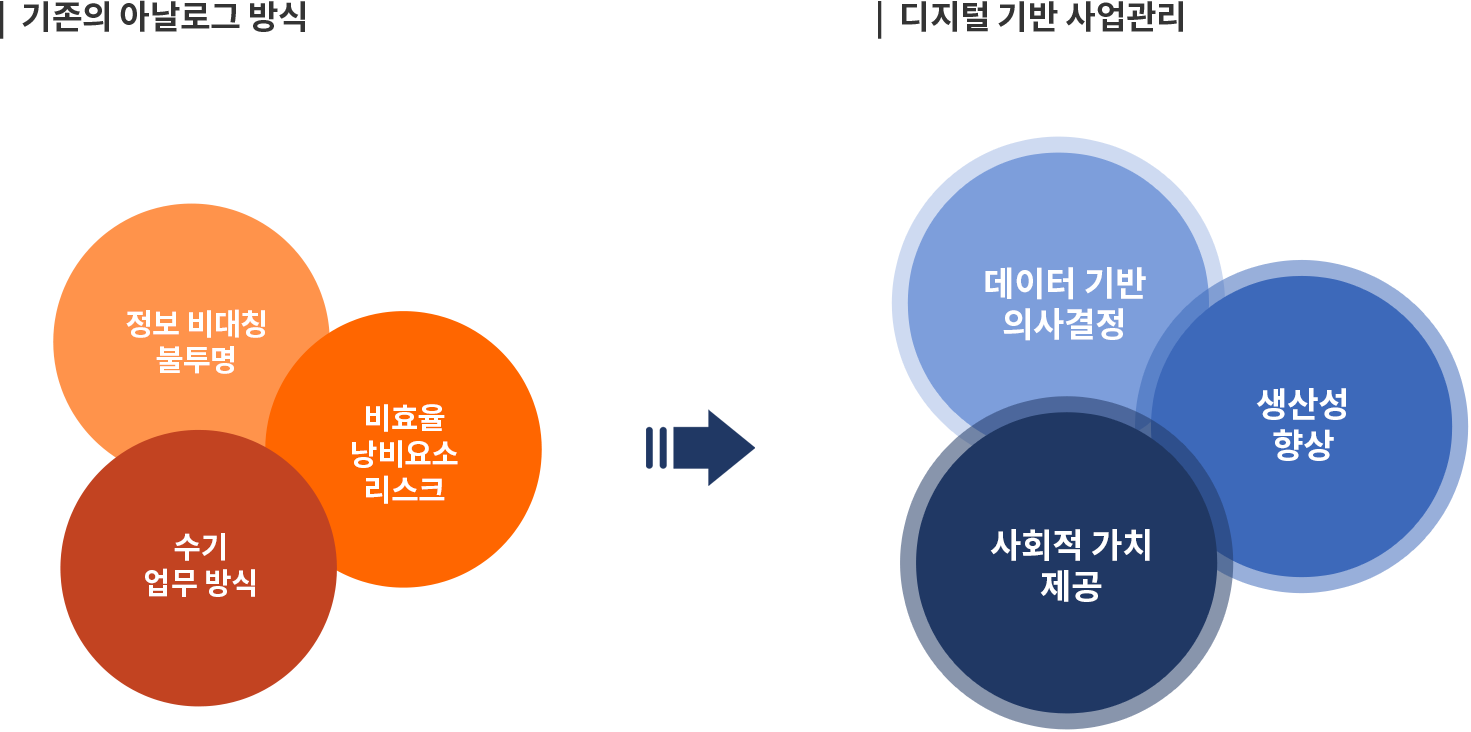 기존의 아날로그 방식
정보 비대칭
불투명
비효율
낭비요소
리스크
수기
업무 방식
디지털 기반 사업관리
데이터 기반
의사결정
생산성
향상
사회적 가치
제공